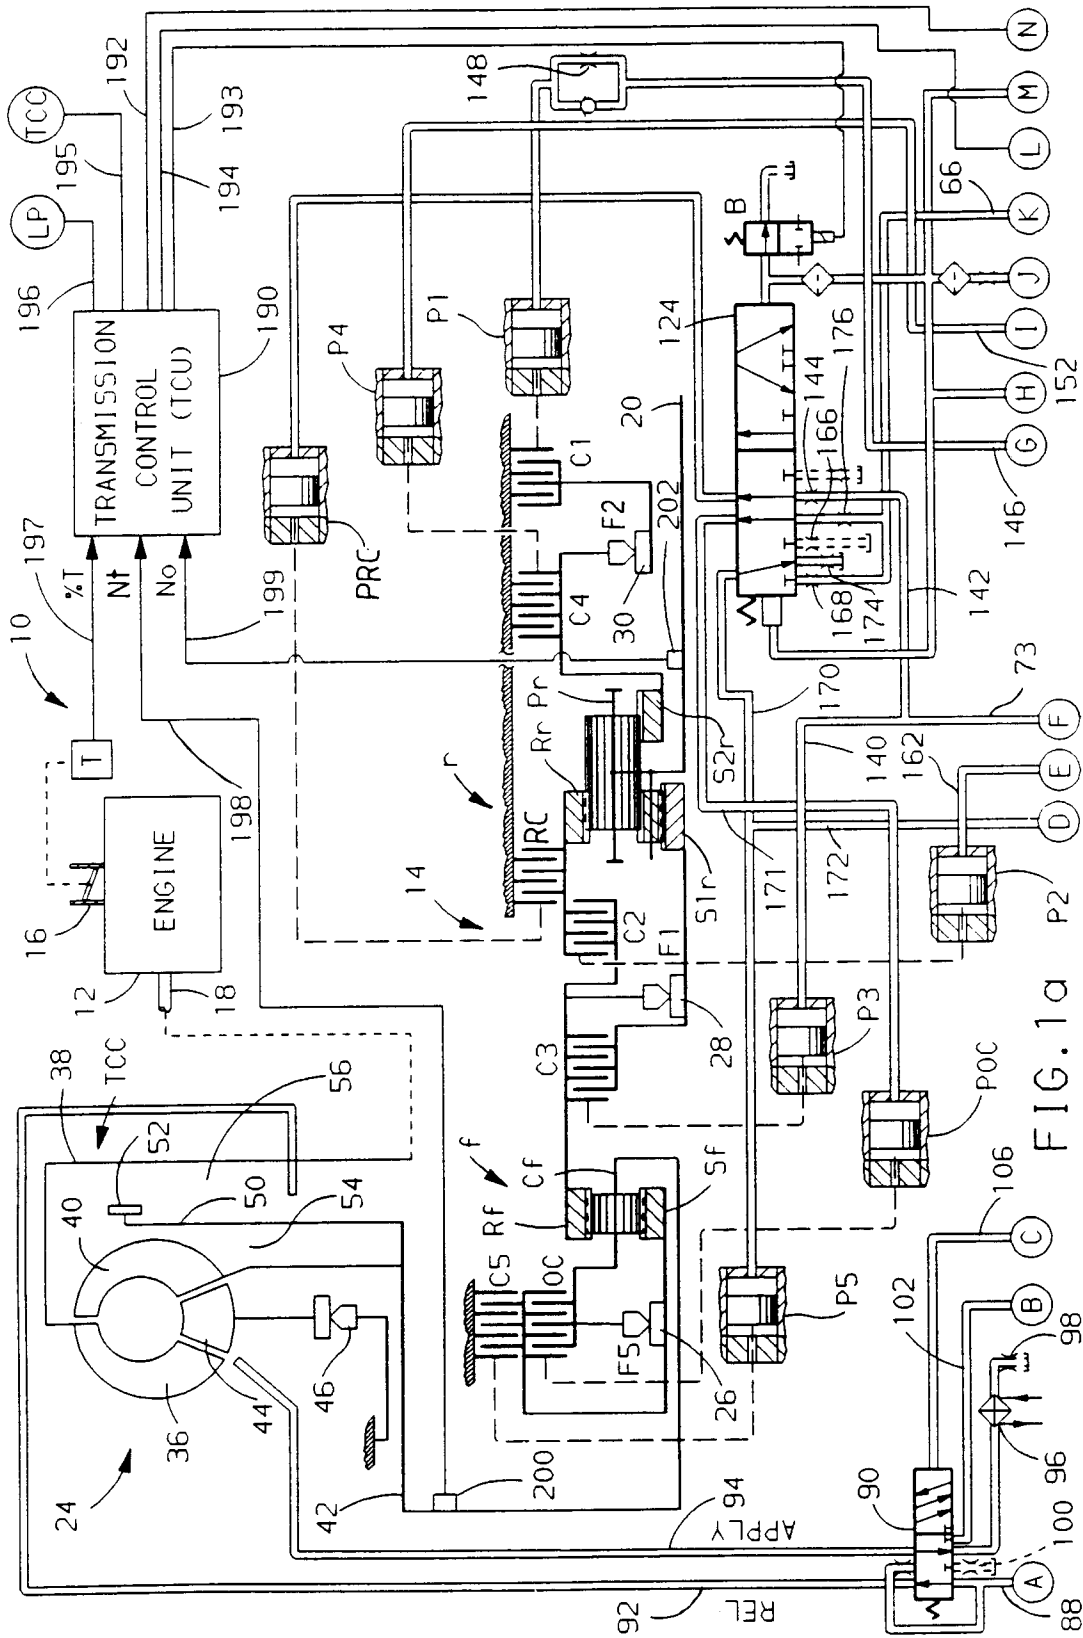 FIG. 1a
24
36
40
44
46
42
38
TCC
52
50
54
56
12
18
16
ENGINE
T
10
197
%T
Nt
No
198
199
TRANSMISSION
CONTROL
UNIT (TCU)
190
196
LP
195
TCC
192
194
193
200
C5
OC
F5
26
f
Rf
Cf
Sf
C3
F1
28
C2
14
RC
r
Rr
Pr
S1r
S2r
C4
F2
30
C1
20
202
PRC
P4
P1
148
B
124
144
166
176
168
174
142
170
171
172
140
162
73
P5
P3
POC
P2
92
REL
94
APPLY
90
100
96
98
102
106
88
A
B
C
D
E
F
G
146
H
I
152
J
K
66
L
M
N